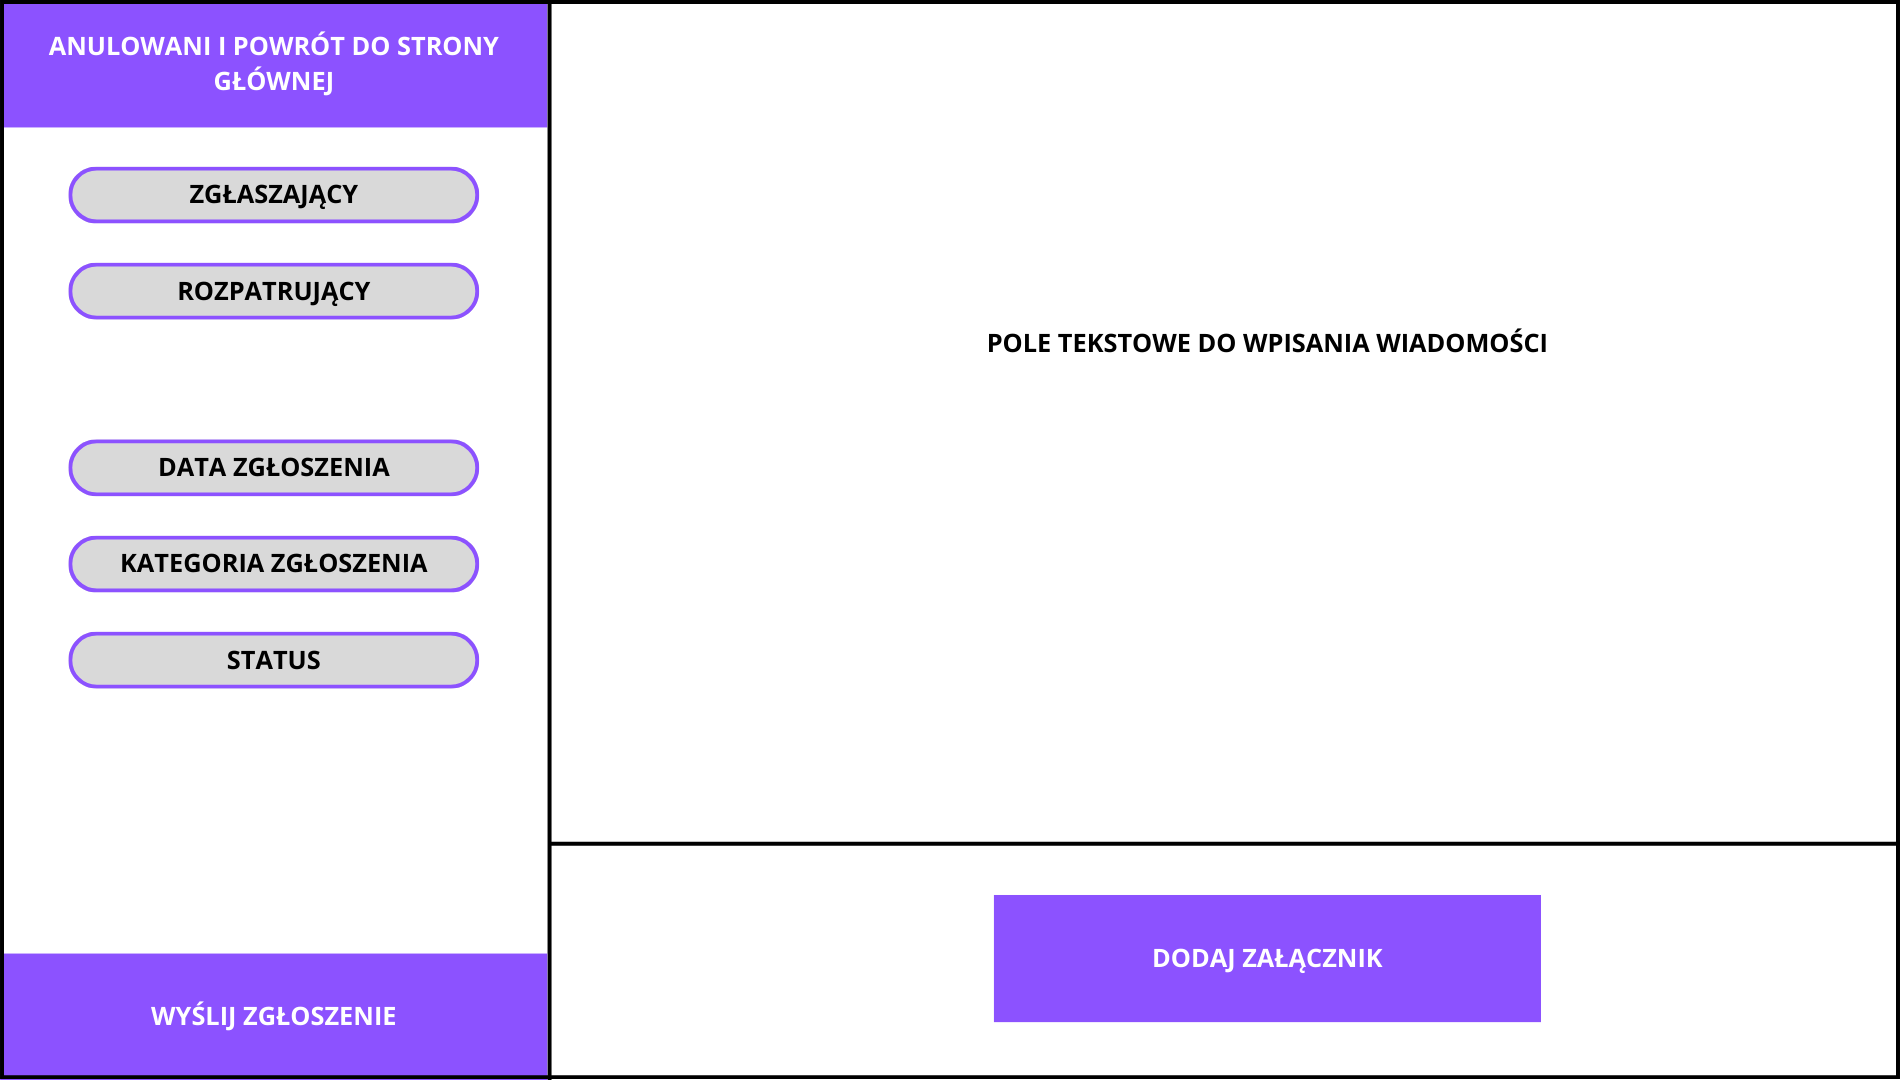 ANULOWANI I POWRÓT DO STRONY
GŁÓWNEJ
ZGŁASZAJĄCY
ROZPATRUJĄCY
DATA ZGŁOSZENIA
KATEGORIA ZGŁOSZENIA
STATUS
WYŚLIJ ZGŁOSZENIE
POLE TEKSTOWE DO WPISANIA WIADOMOŚCI
DODAJ ZAŁĄCZNIK